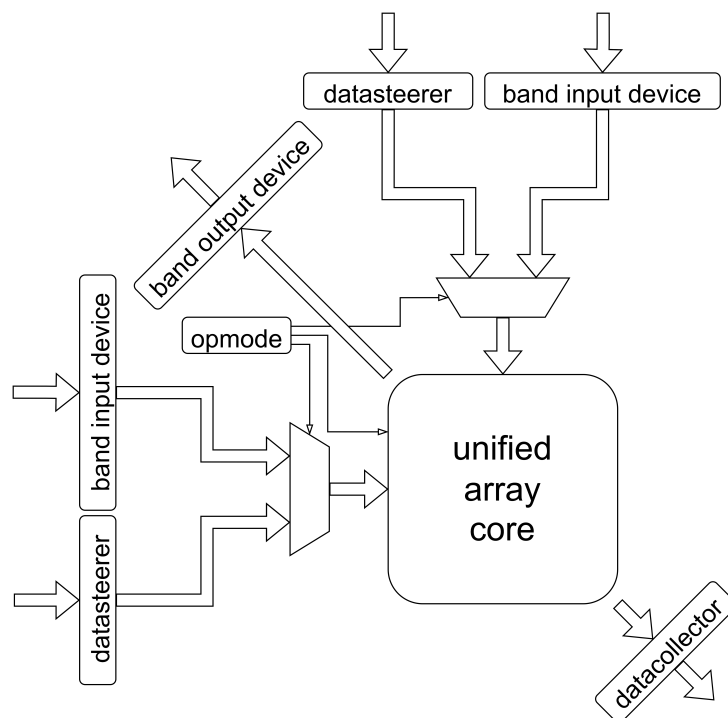 datasteerer
band input device
band output device
band input device
opmode
unified
array
core
datasteerer
datacollector